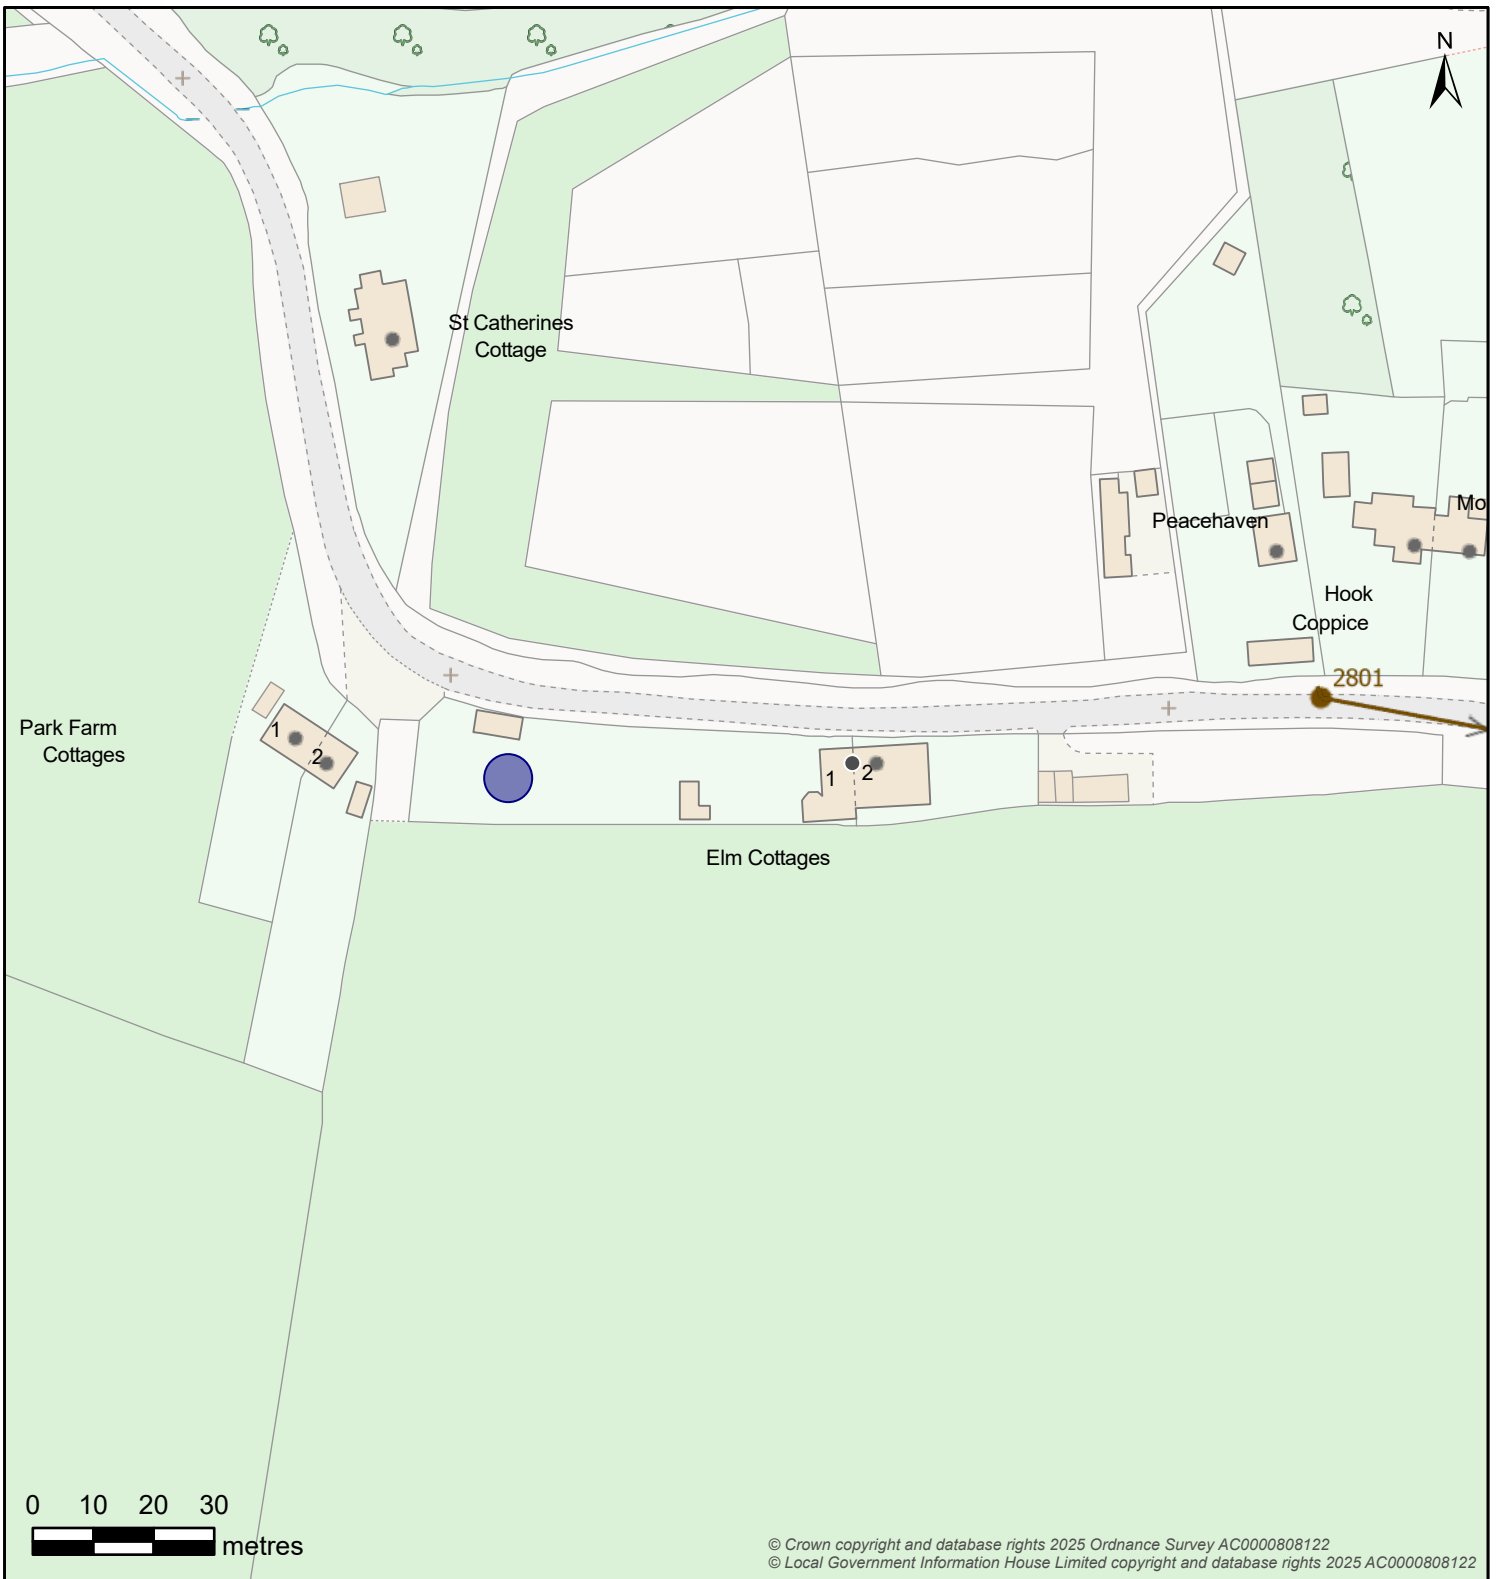 N
St Catherines
Cottage
Mo
Peacehaven
Hook
Coppice
2801
Park Farm
Cottages
1
2
1
2
Elm Cottages
0 10 20 30
metres
© Crown copyright and database rights 2025 Ordnance Survey AC0000808122
© Local Government Information House Limited copyright and database rights 2025 AC0000808122